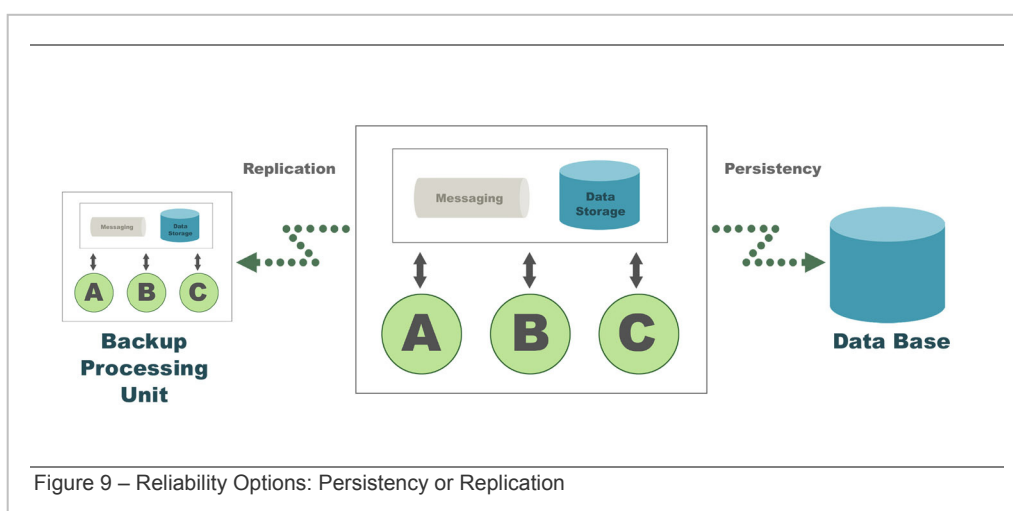 Replication
Persistency
Messaging
Data
Storage
Messaging
Data
Storage
A
B
C
A
B
C
Backup
Processing
Unit
Data Base
Figure 9 – Reliability Options: Persistency or Replication